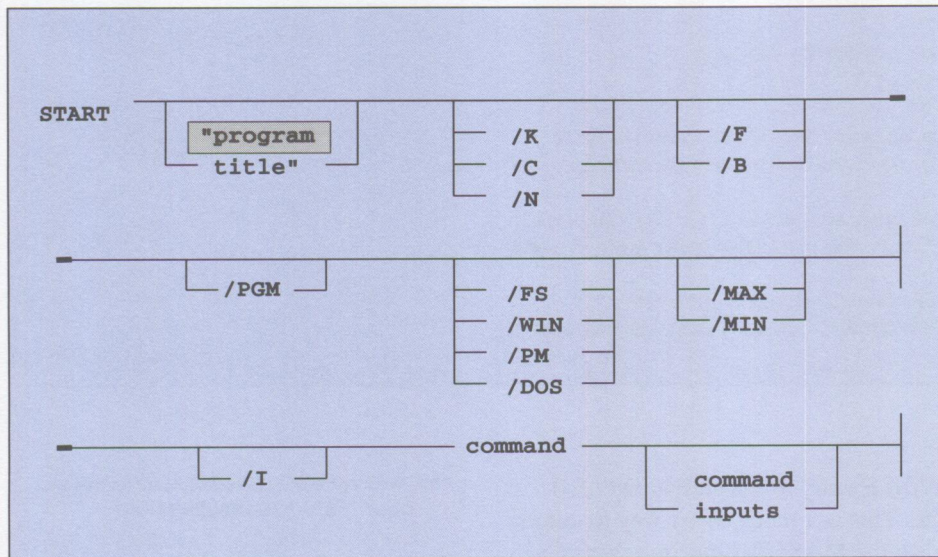 START
"program
title"
/K
/C
/N
/F
/B
/PGM
/FS
/WIN
/PM
/DOS
/MAX
/MIN
/I
command
command
inputs